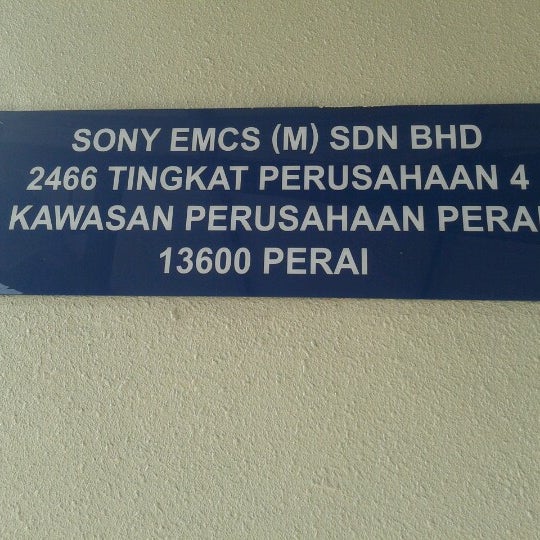 SONY EMCS (M) SDN BHD
2466 TINGKAT PERUSAHAAN 4
KAWASAN PERUSAHAAN PERAI
13600 PERAI